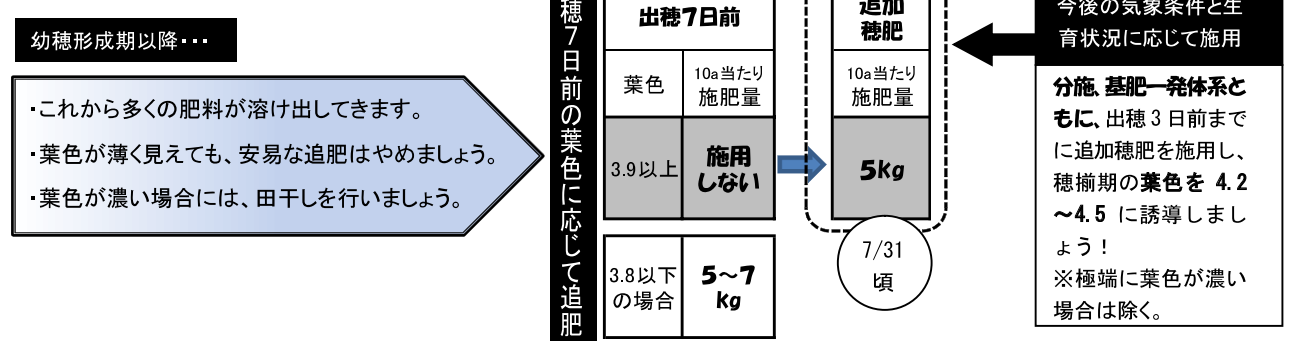 幼穂形成期以降・・・
・これから多くの肥料が溶け出してきます。
・葉色が薄く見えても、安易な追肥はやめましょう。
・葉色が濃い場合には、田干しを行いましょう。
穂7日前の葉色に応じて追肥
出穂7日前
葉色
10a当たり
施肥量
3.9以上
施用
しない
3.8以下
の場合
5～7
kg
追加
穂肥
10a当たり
施肥量
5kg
7/31
頃
今後の気象条件と生
育状況に応じて施用
分施、基肥一発体系と
もに、出穂3日前まで
に追加穂肥を施用し、
穂揃期の葉色を 4.2
～4.5 に誘導しまし
ょう！
※極端に葉色が濃い
場合は除く。